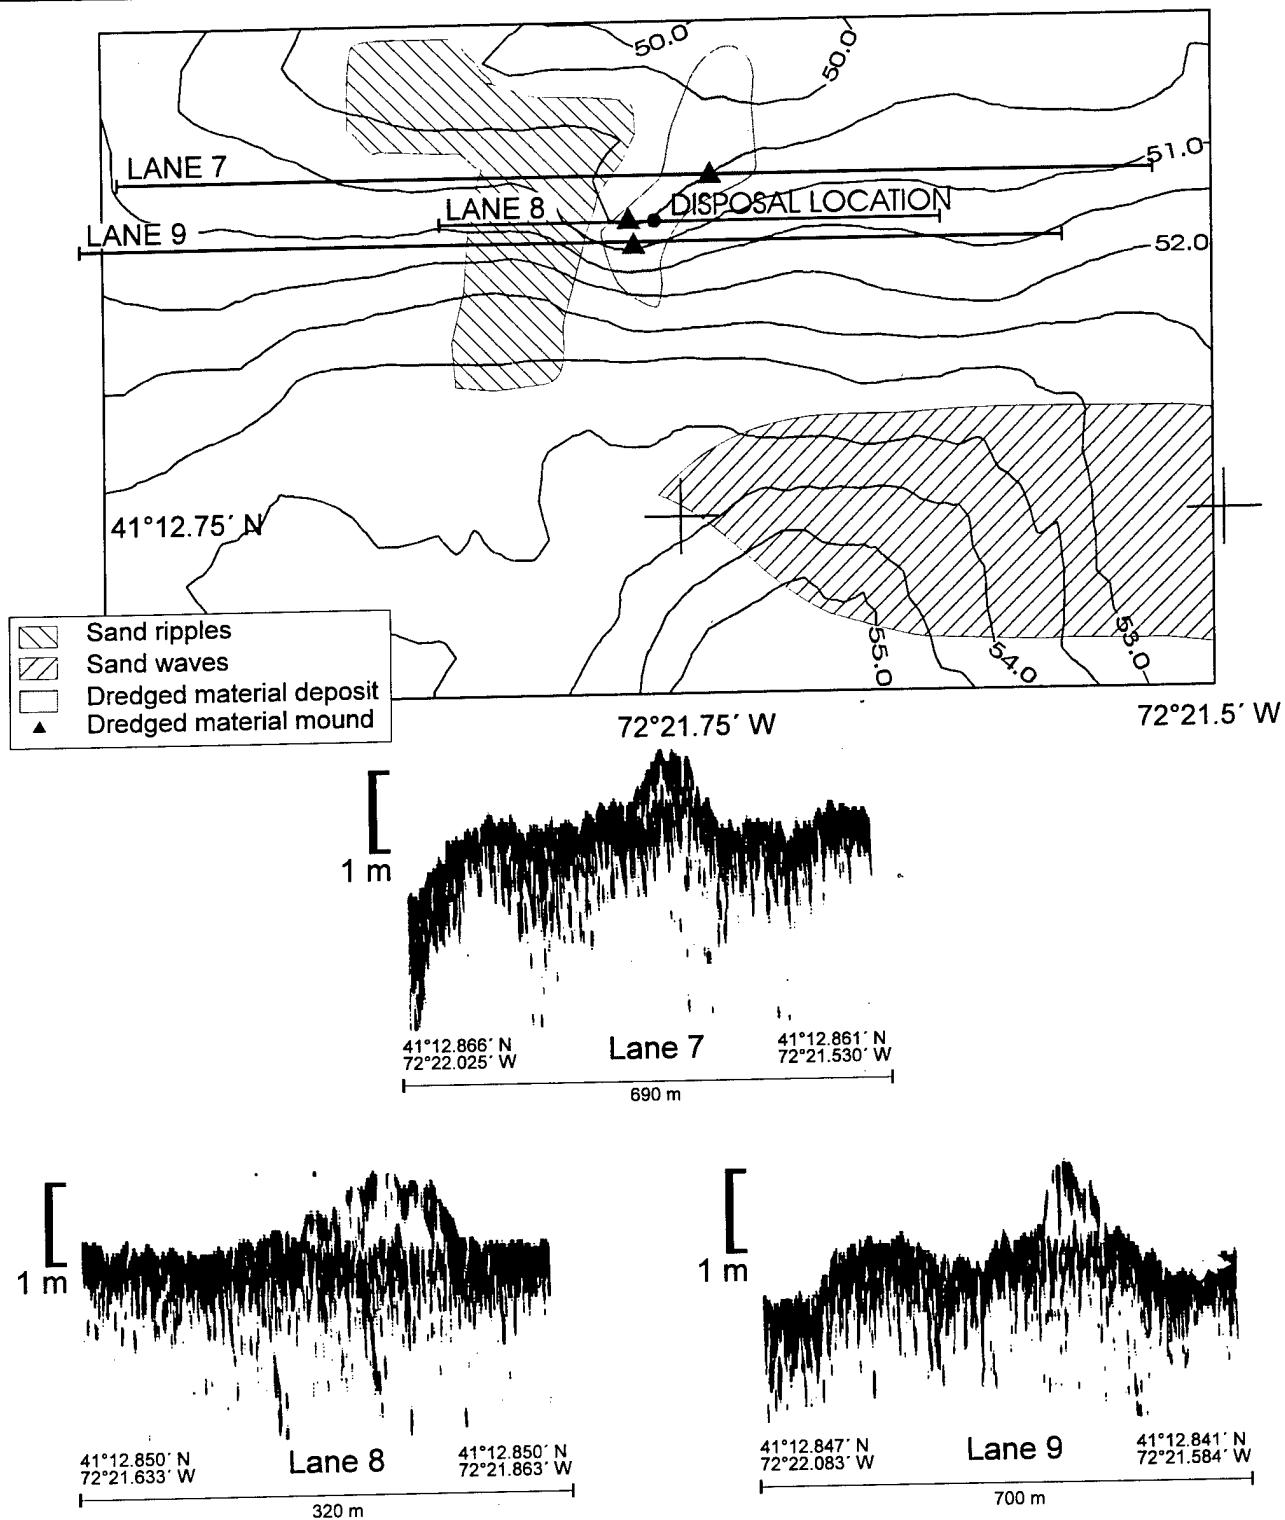 50.0
50.0
LANE 7
51.0
LANE 8
DISPOSAL LOCATION
LANE 9
52.0
41°12.75´ N
Sand ripples
Sand waves
Dredged material deposit
Dredged material mound
55.0
54.0
53.0
72°21.75´ W
72°21.5´ W
1 m
41°12.866´ N
72°22.025´ W
Lane 7
41°12.861´ N
72°21.530´ W
690 m
1 m
41°12.850´ N
72°21.633´ W
Lane 8
41°12.850´ N
72°21.863´ W
320 m
1 m
41°12.847´ N
72°22.083´ W
Lane 9
41°12.841´ N
72°21.584´ W
700 m